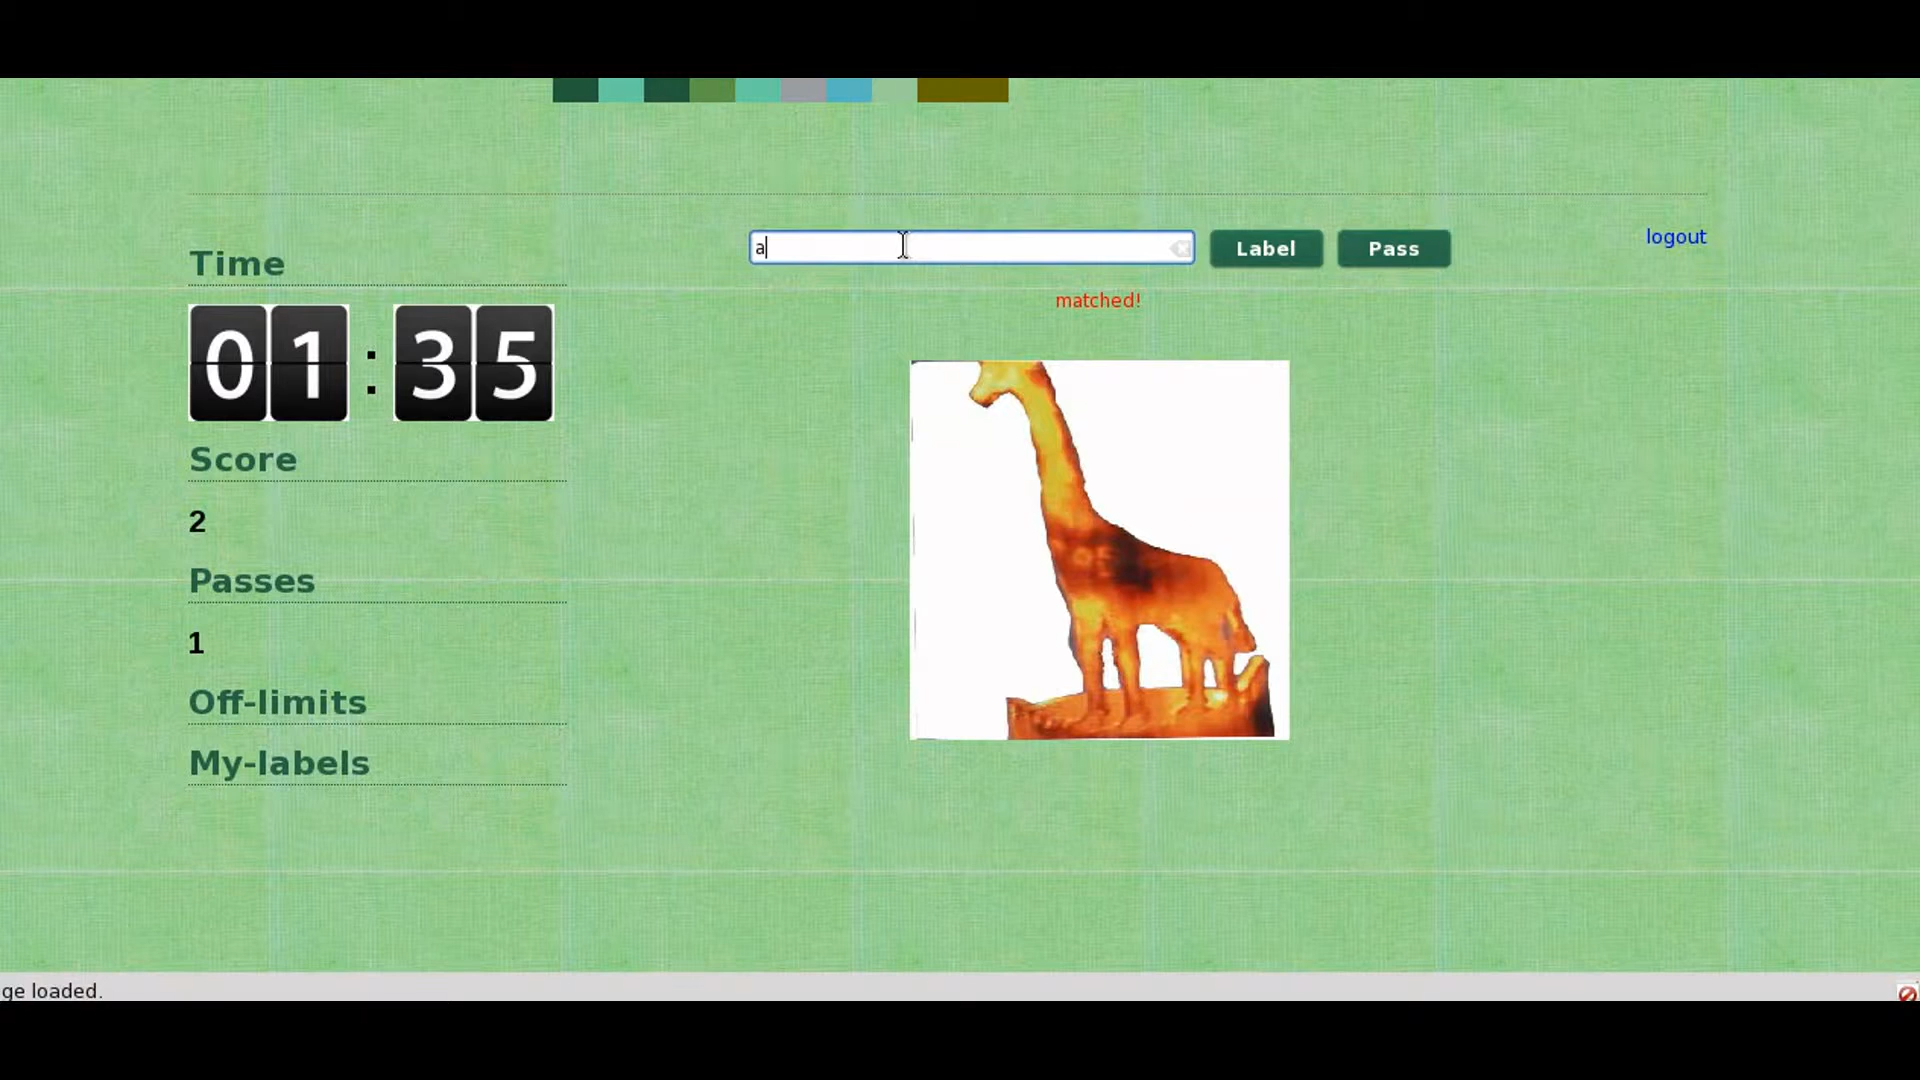 a
Label
Pass
logout
Time
matched!
01 : 35
Score
2
Passes
1
Off-limits
My-labels
ge loaded.